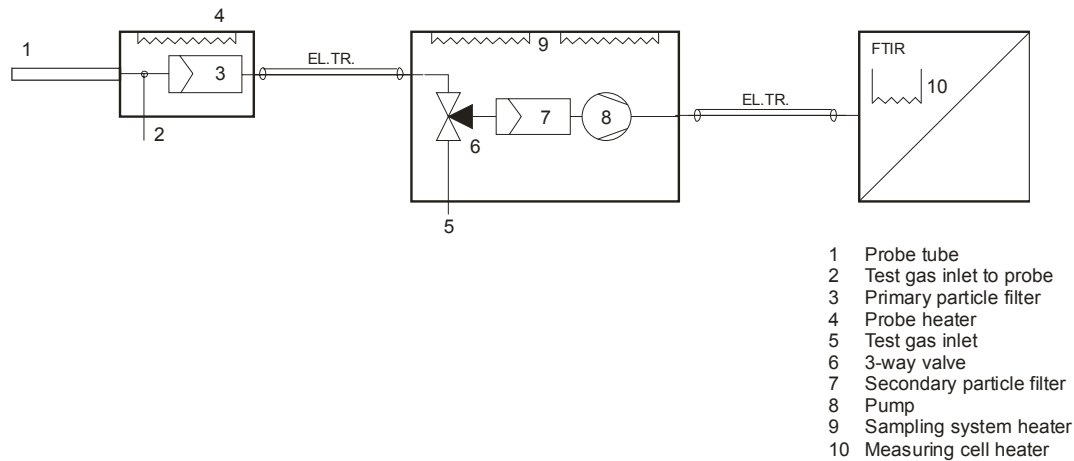 4
1
3
2
EL.TR.
9
7
8
6
5
EL.TR.
FTIR
10
1 Probe tube
2 Test gas inlet to probe
3 Primary particle filter
4 Probe heater
5 Test gas inlet
6 3-way valve
7 Secondary particle filter
8 Pump
9 Sampling system heater
10 Measuring cell heater